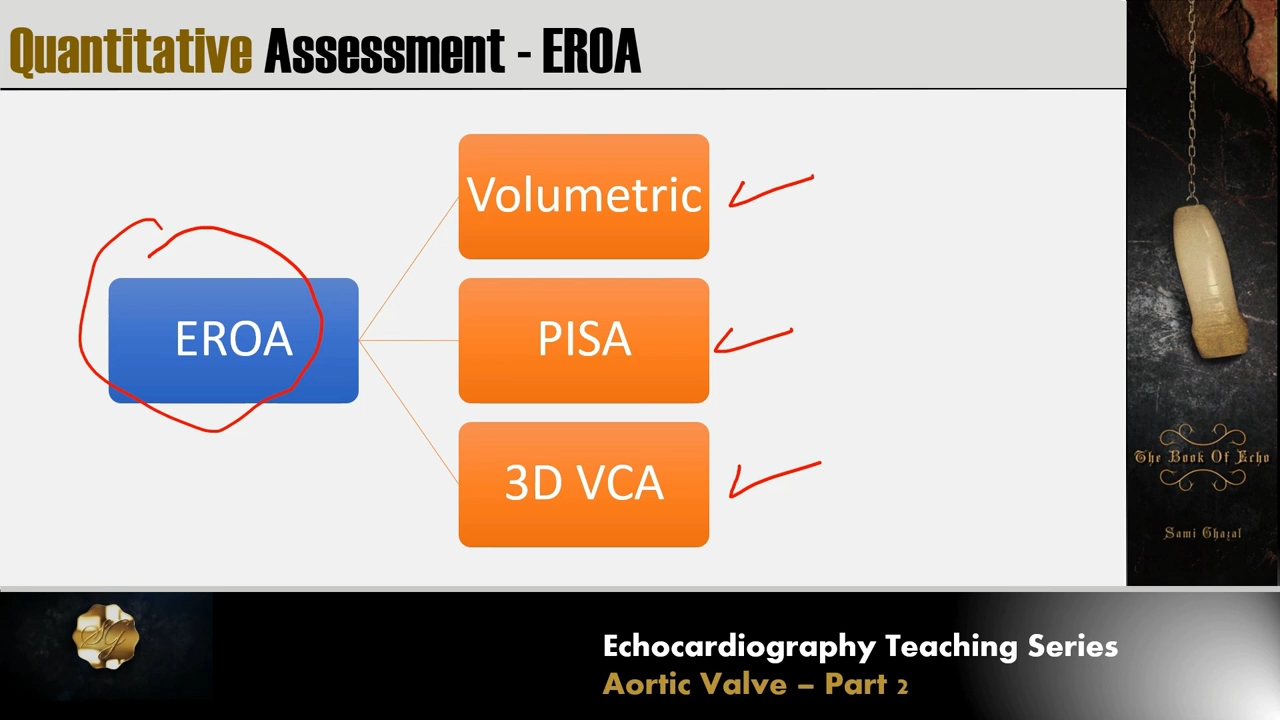 Quantitative Assessment - EROA
Volumetric
EROA
PISA
3D VCA
The Book Of Echo
Sami Ghazal
Echocardiography Teaching Series
Aortic Valve – Part 2